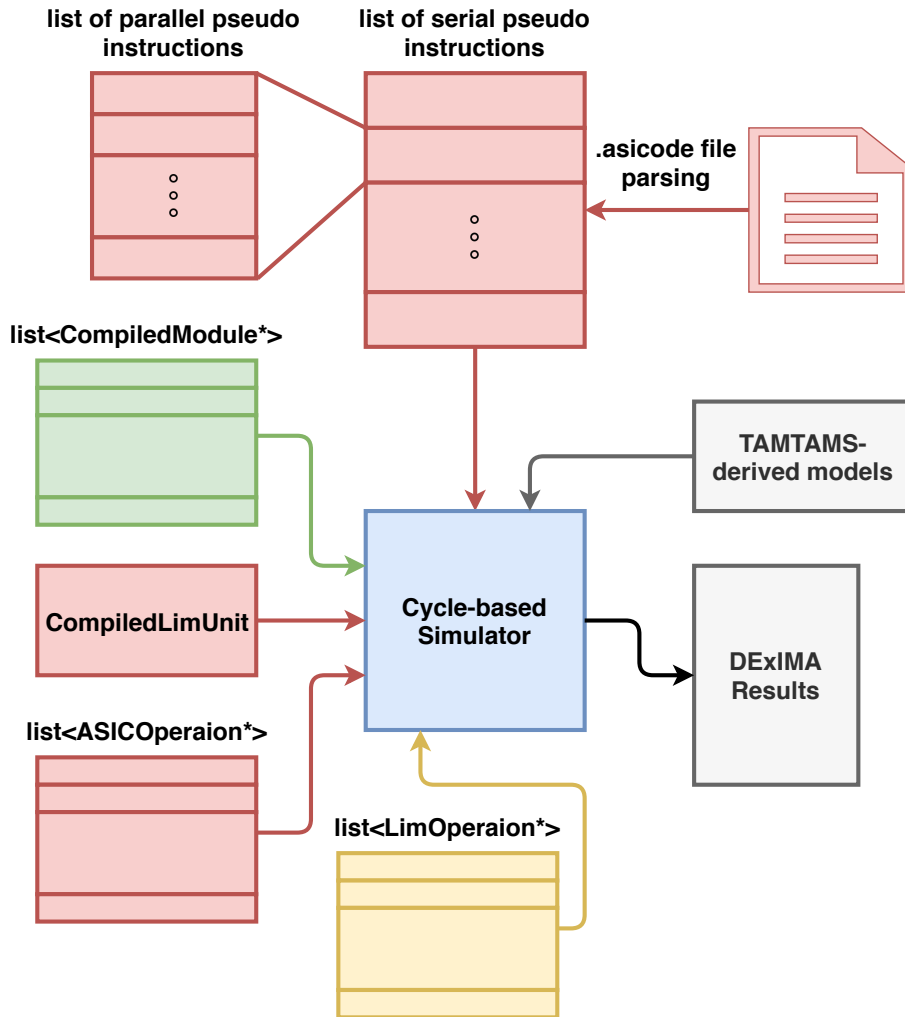 list of parallel pseudo
instructions
list of serial pseudo
instructions
.asicode file
parsing
list<CompiledModule*>
TAMTAMS-
derived models
CompiledLimUnit
Cycle-based
Simulator
DExIMA
Results
list<ASICOperaion*>
list<LimOperaion*>